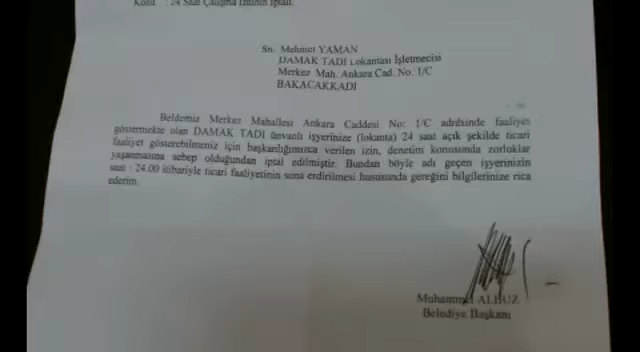 Konu : 24 Saat Çalışma İzninin İptali.
Sn. Mehmet YAMAN
DAMAK TADI Lokantası İşletmecisi
Merkez Mah. Ankara Cad. No: 1/C
BAKACAKKADI
Beldemiz Merkez Mahallesi Ankara Caddesi No: 1/C adresinde faaliyet
göstermekte olan DAMAK TADI ünvanlı işyerinize (lokanta) 24 saat açık şekilde ticari
faaliyet gösterebilmeniz için başkanlığımızca verilen izin, denetim konusunda zorluklar
yaşanmasına sebep olduğundan iptal edilmiştir. Bundan böyle adı geçen işyerinizin
saat : 24.00 itibariyle ticari faaliyetinin sona erdirilmesi hususunda gereğini bilgilerinize rica
ederim.
Belediye Başkanı